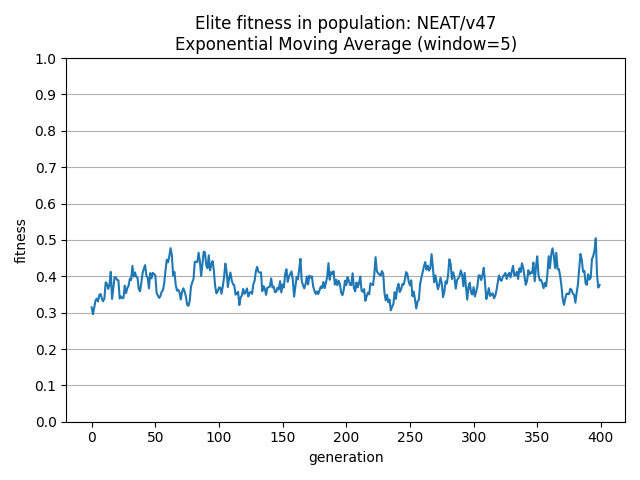 Elite fitness in population: NEAT/v47
Exponential Moving Average (window=5)
1.0
0.9
0.8
0.7
0.6
0.5
0.4
0.3
0.2
0.1
0.0
fitness
0 50 100 150 200 250 300 350 400
generation